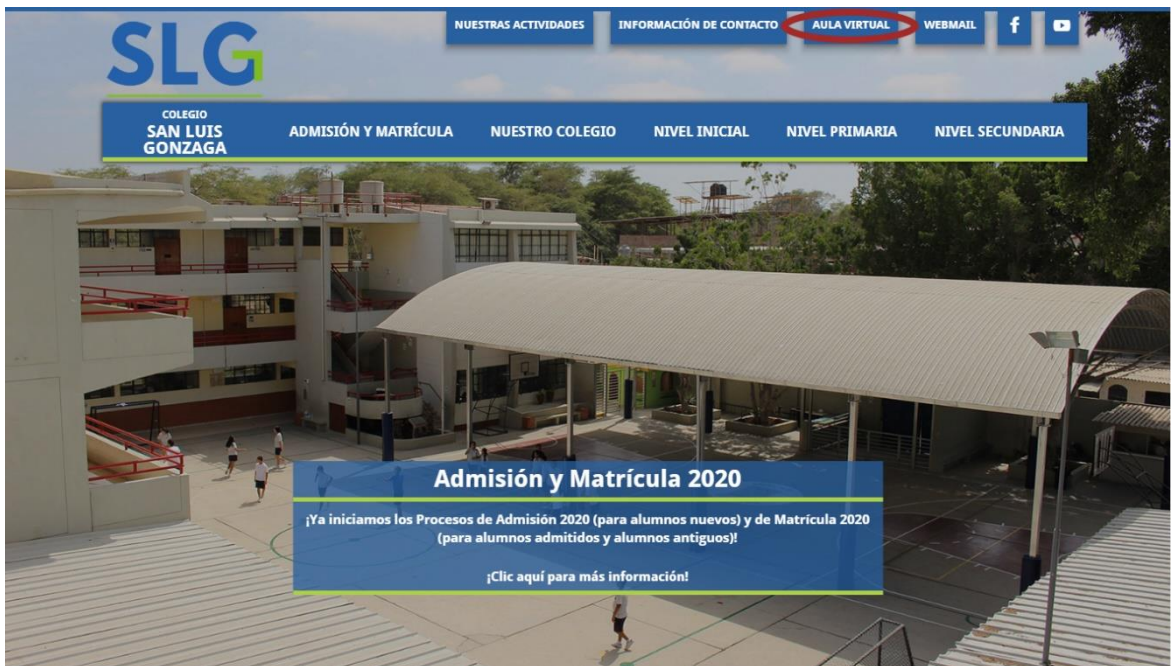 SLG
NUESTRAS ACTIVIDADES
INFORMACIÓN DE CONTACTO
AULA VIRTUAL
WEBMAIL
f
COLEGIO
SAN LUIS
GONZAGA
ADMISIÓN Y MATRÍCULA
NUESTRO COLEGIO
NIVEL INICIAL
NIVEL PRIMARIA
NIVEL SECUNDARIA
Admisión y Matrícula 2020
¡Ya iniciamos los Procesos de Admisión 2020 (para alumnos nuevos) y de Matrícula 2020
(para alumnos admitidos y alumnos antiguos)!
¡Clic aquí para más información!